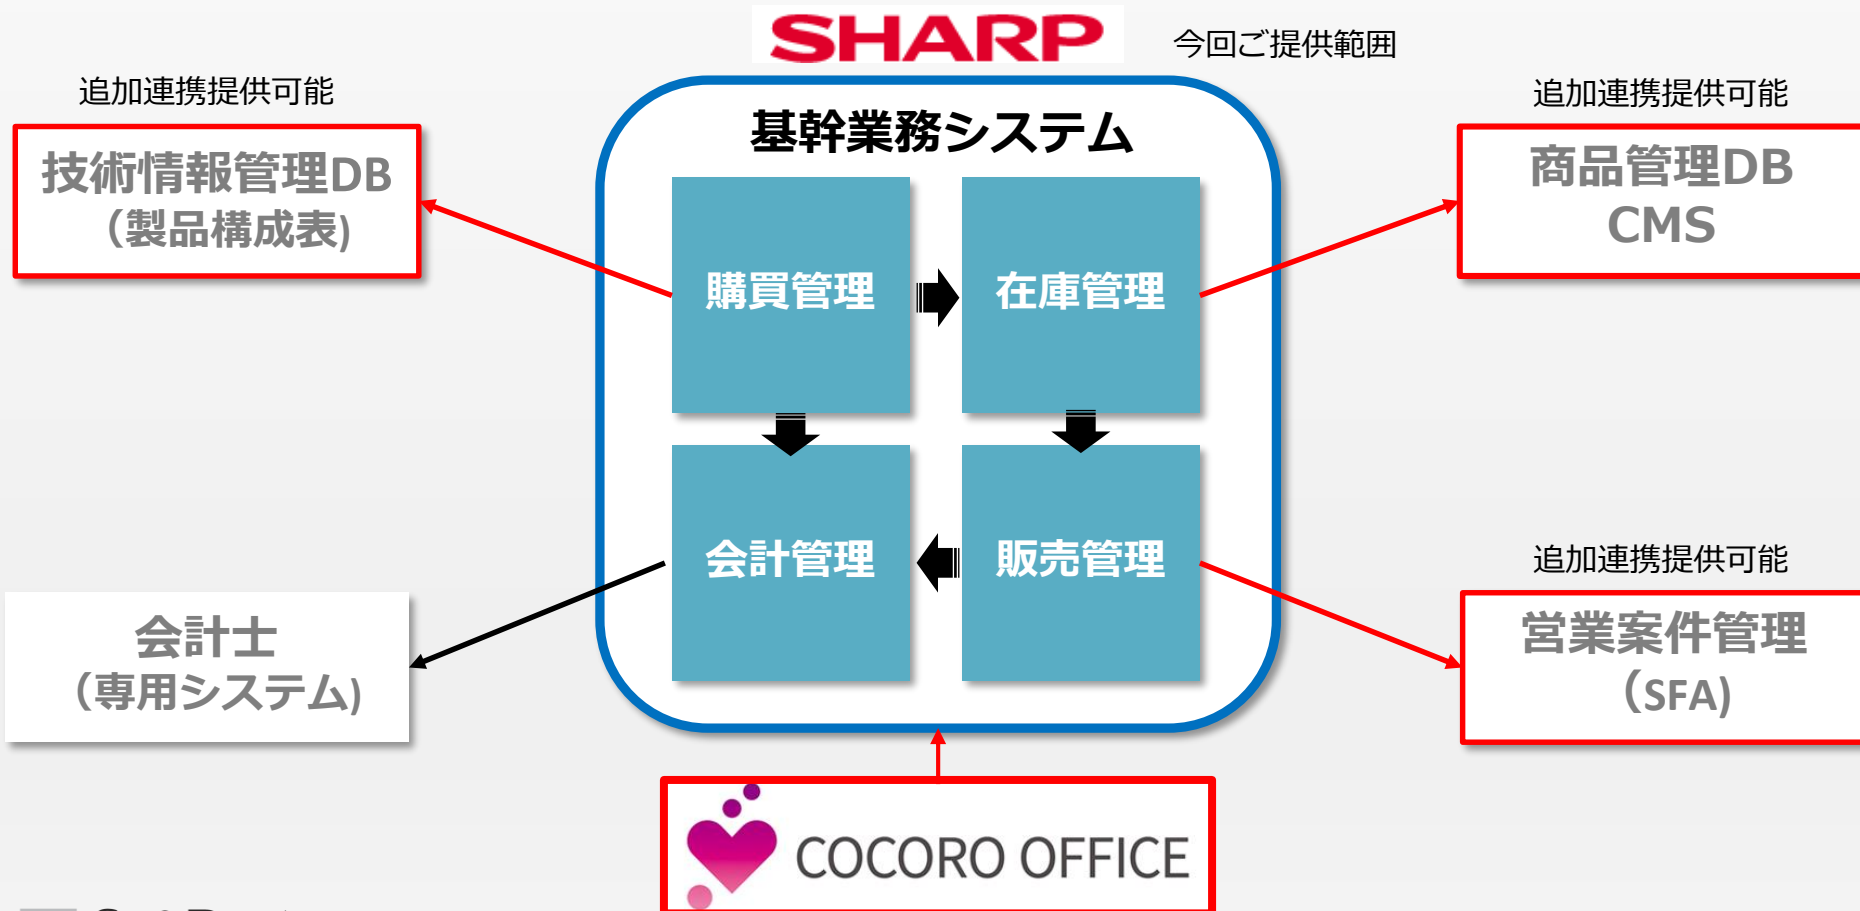 SHARP
今回ご提供範囲
追加連携提供可能
技術情報管理DB
（製品構成表)
基幹業務システム
追加連携提供可能
商品管理DB
CMS
購買管理
在庫管理
会計管理
販売管理
会計士
（専用システム)
追加連携提供可能
営業案件管理
（SFA)
COCORO OFFICE